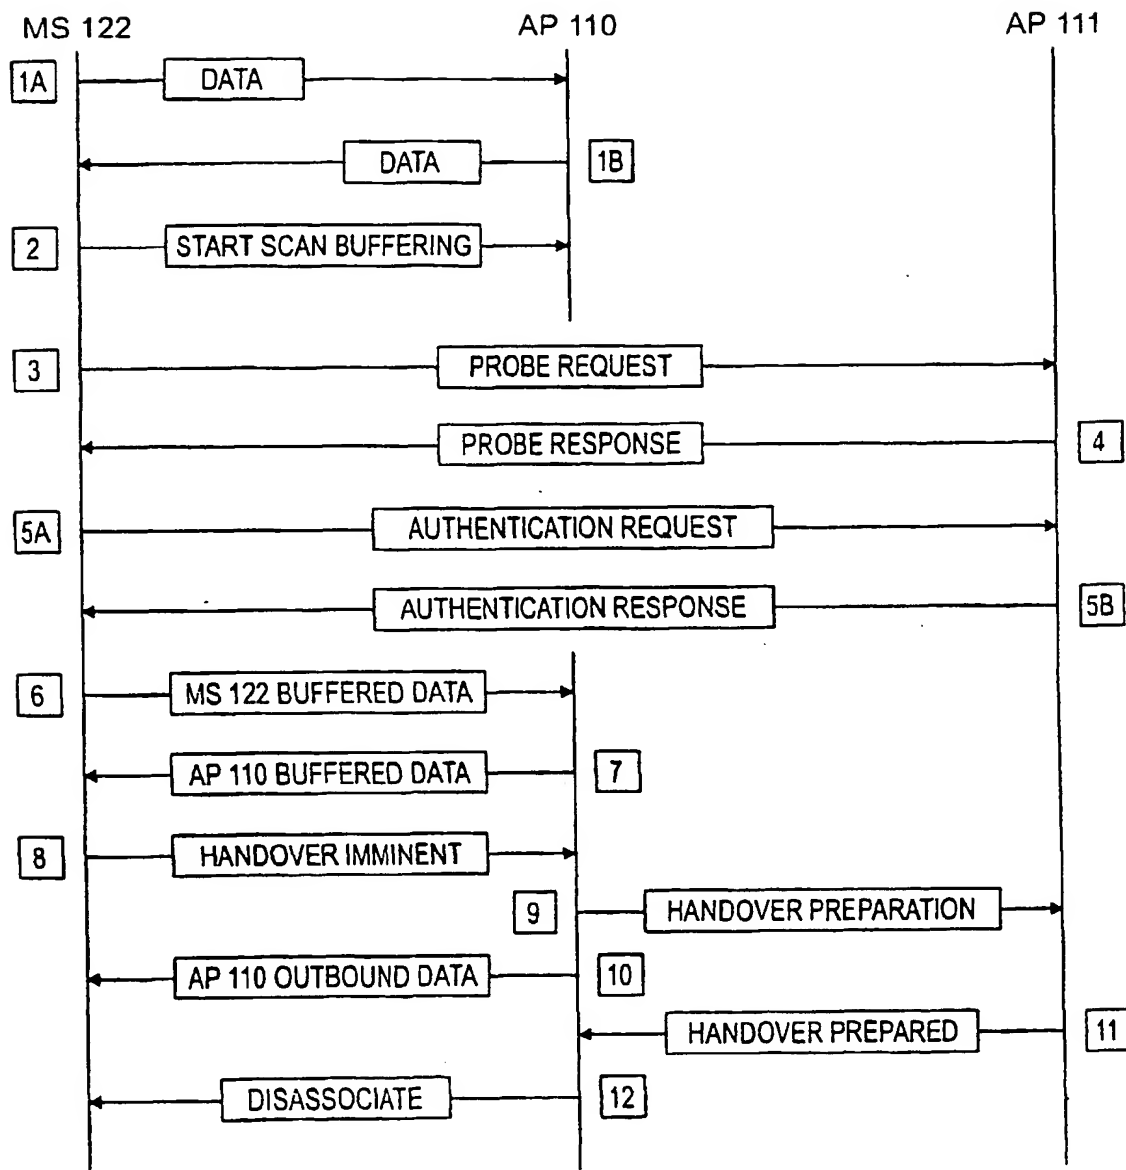 MS 122 AP 110 AP 111
1A DATA
DATA 1B
2 START SCAN BUFFERING
3 PROBE REQUEST
PROBE RESPONSE 4
5A AUTHENTICATION REQUEST
AUTHENTICATION RESPONSE 5B
6 MS 122 BUFFERED DATA
AP 110 BUFFERED DATA 7
8 HANDOVER IMMINENT
9 HANDOVER PREPARATION
AP 110 OUTBOUND DATA 10
HANDOVER PREPARED 11
DISASSOCIATE 12